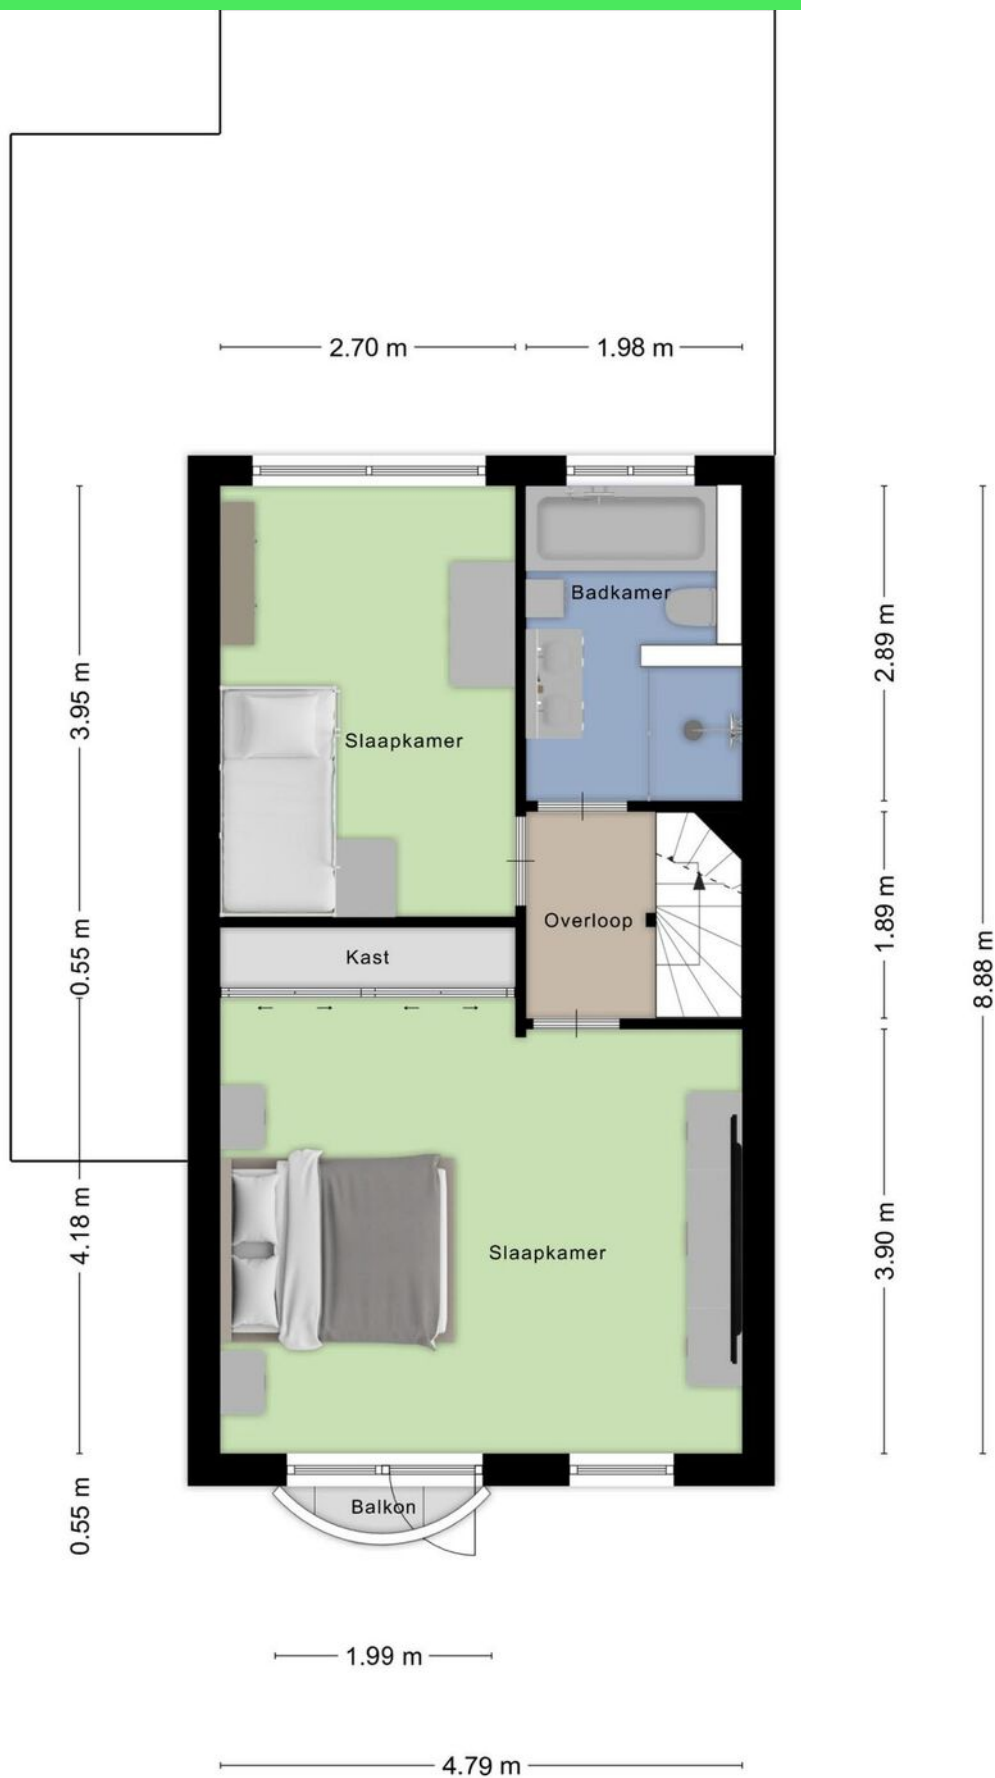 2.70 m
1.98 m
3.95 m
2.89 m
Badkamer
Slaapkamer
Overloop
1.89 m
0.55 m
Kast
8.88 m
4.18 m
3.90 m
Slaapkamer
0.55 m
Balkon
1.99 m
4.79 m